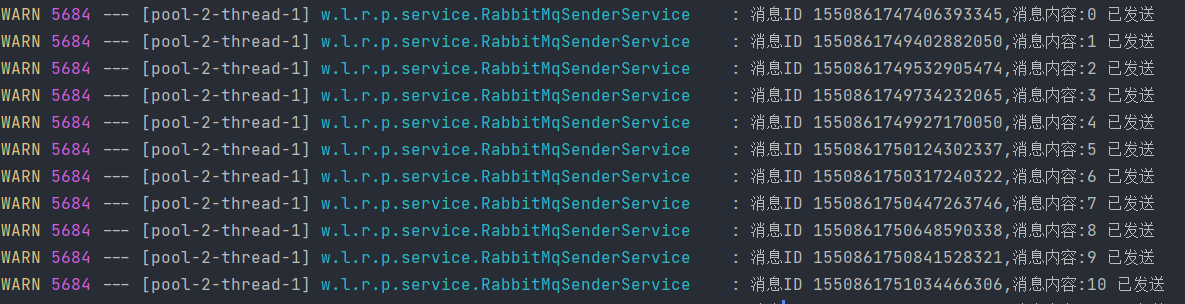 WARN 5684 --- [pool-2-thread-1] w.l.r.p.service.RabbitMqSenderService : 消息ID 1550861747406393345,消息内容:0 已发送
WARN 5684 --- [pool-2-thread-1] w.l.r.p.service.RabbitMqSenderService : 消息ID 1550861749402882050,消息内容:1 已发送
WARN 5684 --- [pool-2-thread-1] w.l.r.p.service.RabbitMqSenderService : 消息ID 1550861749532905474,消息内容:2 已发送
WARN 5684 --- [pool-2-thread-1] w.l.r.p.service.RabbitMqSenderService : 消息ID 1550861749734232065,消息内容:3 已发送
WARN 5684 --- [pool-2-thread-1] w.l.r.p.service.RabbitMqSenderService : 消息ID 1550861749927170050,消息内容:4 已发送
WARN 5684 --- [pool-2-thread-1] w.l.r.p.service.RabbitMqSenderService : 消息ID 1550861750124302337,消息内容:5 已发送
WARN 5684 --- [pool-2-thread-1] w.l.r.p.service.RabbitMqSenderService : 消息ID 1550861750317240322,消息内容:6 已发送
WARN 5684 --- [pool-2-thread-1] w.l.r.p.service.RabbitMqSenderService : 消息ID 1550861750447263746,消息内容:7 已发送
WARN 5684 --- [pool-2-thread-1] w.l.r.p.service.RabbitMqSenderService : 消息ID 1550861750648590338,消息内容:8 已发送
WARN 5684 --- [pool-2-thread-1] w.l.r.p.service.RabbitMqSenderService : 消息ID 1550861750841528321,消息内容:9 已发送
WARN 5684 --- [pool-2-thread-1] w.l.r.p.service.RabbitMqSenderService : 消息ID 1550861751034466306,消息内容:10 已发送